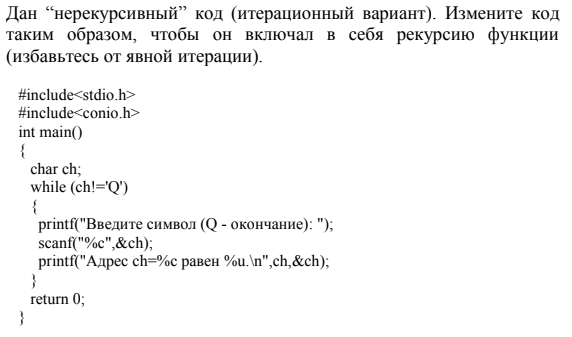 Дан “нерекурсивный” код (итерационный вариант). Измените код
таким образом, чтобы он включал в себя рекурсию функции
(избавьтесь от явной итерации).
#include<stdio.h>
#include<conio.h>
int main()
{
char ch;
while (ch!='Q')
{
printf("Введите символ (Q - окончание): ");
scanf("%c",&ch);
printf("Адрес ch=%c равен %u.\n",ch,&ch);
}
return 0;
}